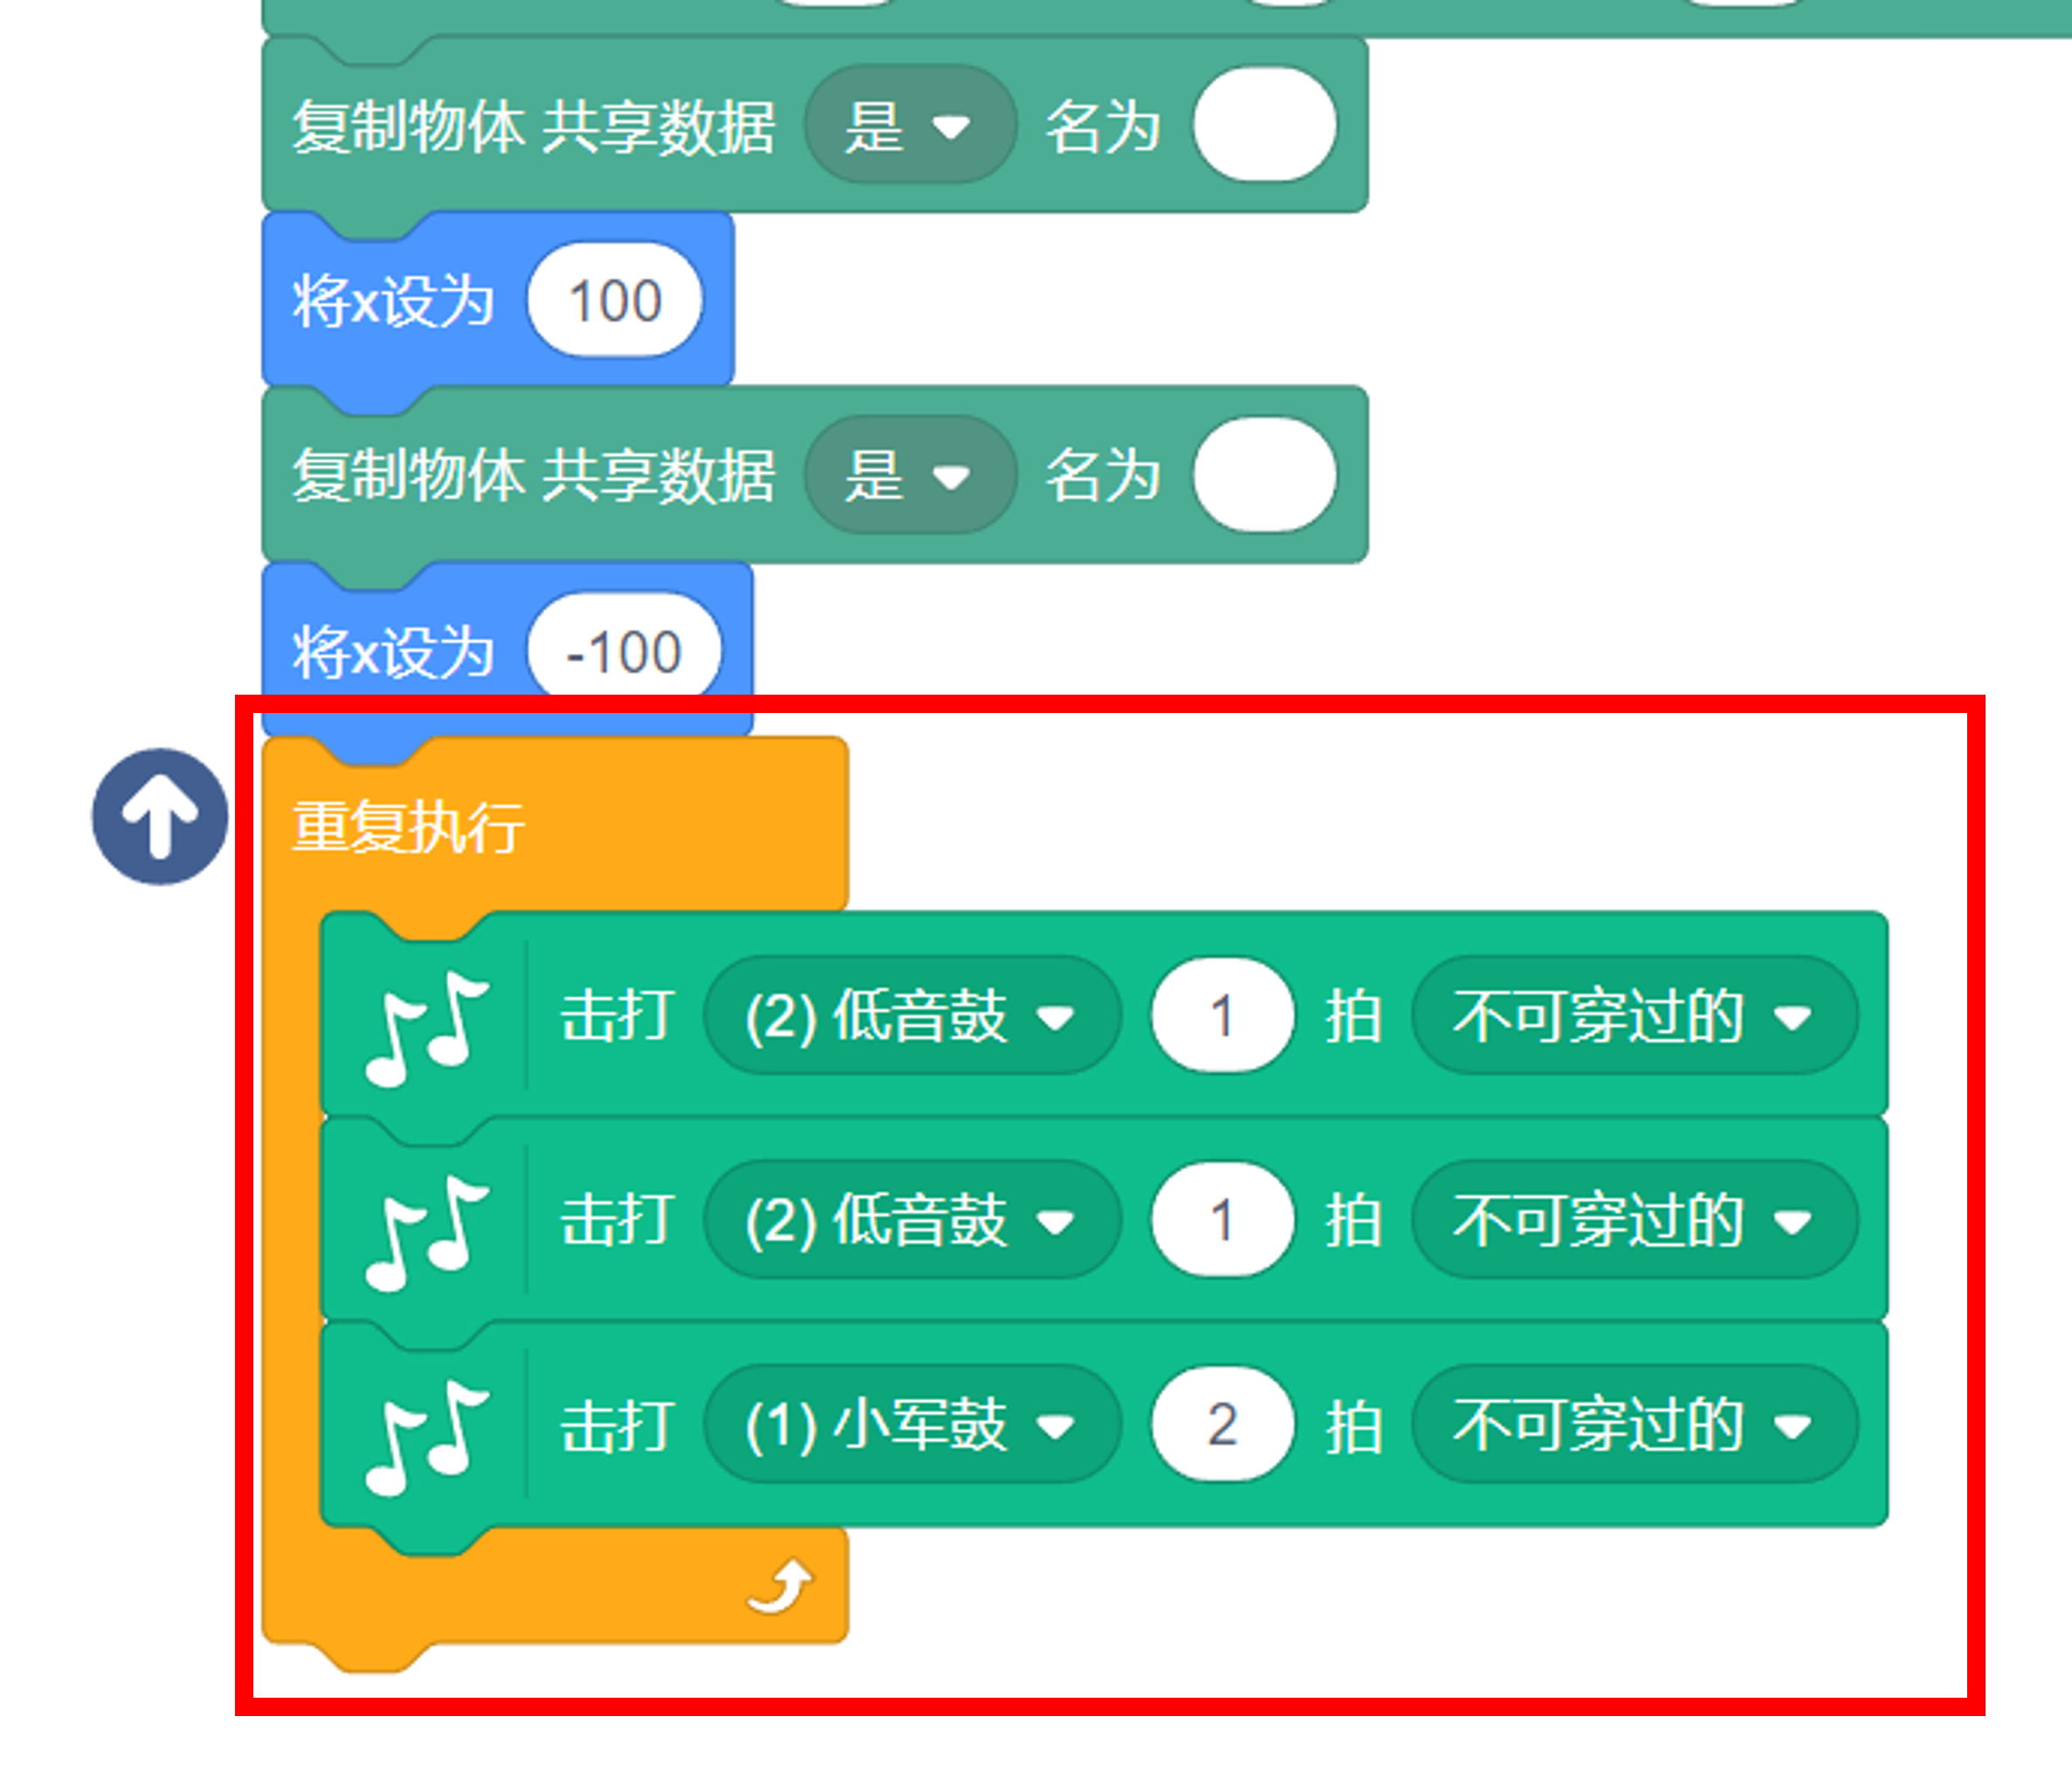 复制物体 共享数据 是 名为
将x设为 100
复制物体 共享数据 是 名为
将x设为 -100
重复执行
击打 (2) 低音鼓 1 拍 不可穿过的
击打 (2) 低音鼓 1 拍 不可穿过的
击打 (1) 小军鼓 2 拍 不可穿过的